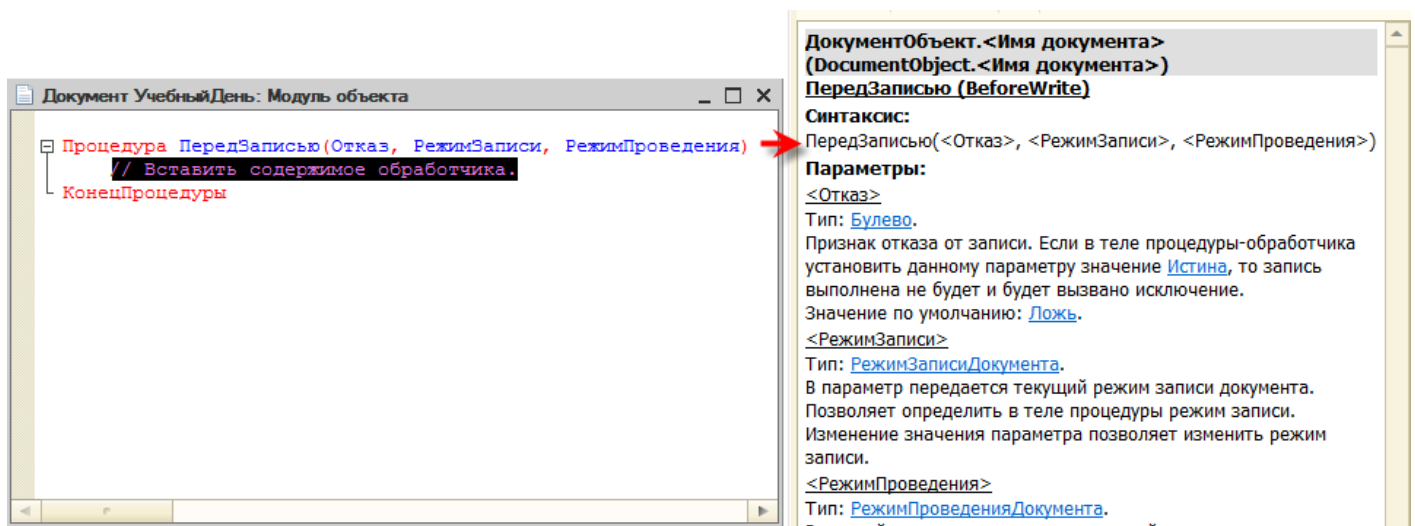 Документ УчебныйДень: Модуль объекта
Процедура ПередЗаписью(Отказ, РежимЗаписи, РежимПроведения)
// Вставить содержимое обработчика.
КонецПроцедуры
ДокументОбъект.<Имя документа>
(DocumentObject.<Имя документа>)
ПередЗаписью (BeforeWrite)
Синтаксис:
ПередЗаписью(<Отказ>, <РежимЗаписи>, <РежимПроведения>)
Параметры:
<Отказ>
Тип: Булево.
Признак отказа от записи. Если в теле процедуры-обработчика
установить данному параметру значение Истина, то запись
выполнена не будет и будет вызвано исключение.
Значение по умолчанию: Ложь.
<РежимЗаписи>
Тип: РежимЗаписиДокумента.
В параметр передается текущий режим записи документа.
Позволяет определить в теле процедуры режим записи.
Изменение значения параметра позволяет изменить режим
записи.
<РежимПроведения>
Тип: РежимПроведенияДокумента.